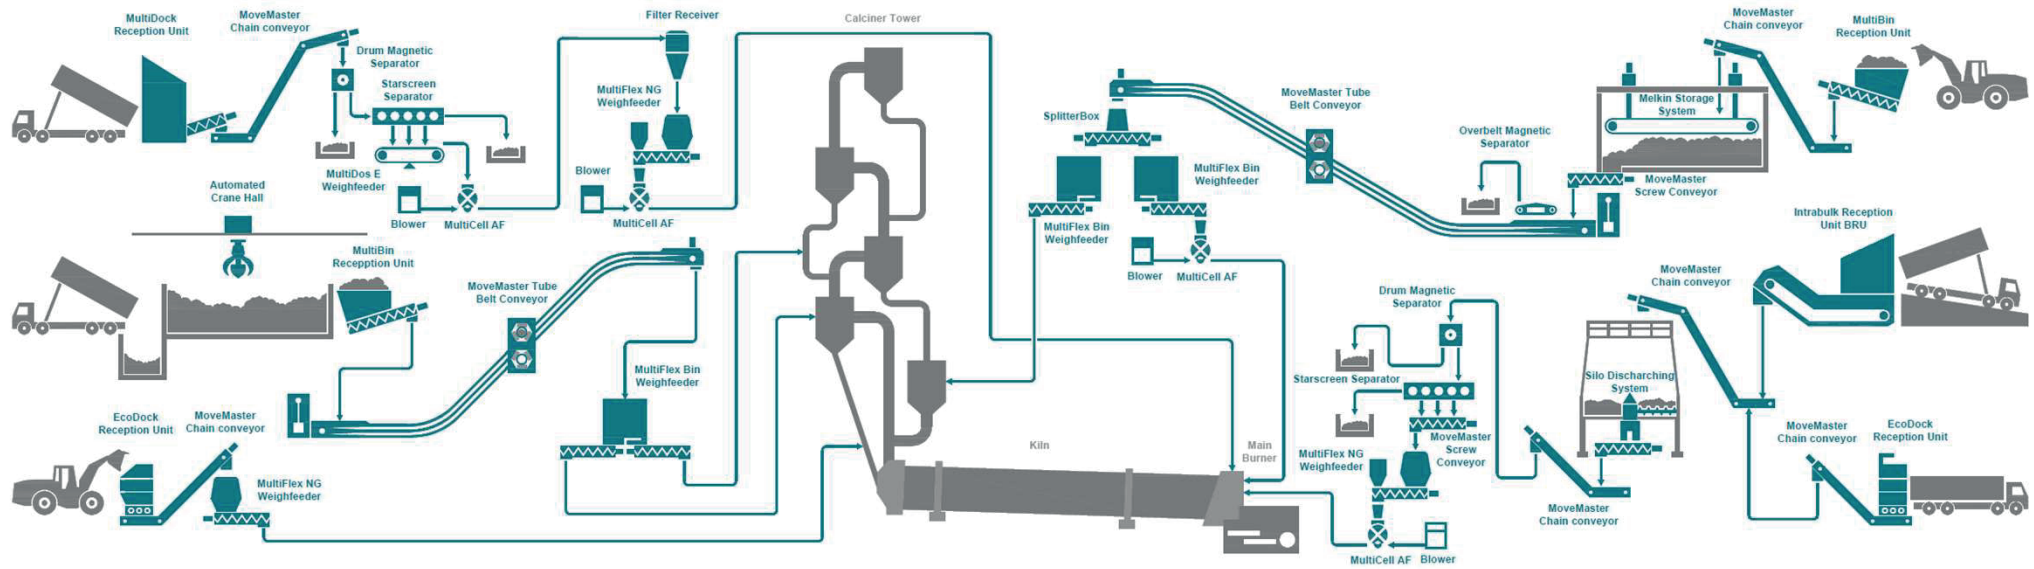 MultiDock
Reception Unit
MoveMaster
Chain conveyor
Drum Magnetic
Separator
Starscreen
Separator
MultiDos E
Weighfeeder
Blower
MultiCell AF
Filter Receiver
MultiFlex NG
Weighfeeder
Blower
MultiCell AF
Calciner Tower
Automated
Crane Hall
MultiBin
Recepption Unit
MoveMaster Tube
Belt Conveyor
MultiFlex Bin
Weighfeeder
EcoDock
Reception Unit
MoveMaster
Chain conveyor
MultiFlex NG
Weighfeeder
Kiln
Main
Burner
SplitterBox
MultiFlex Bin
Weighfeeder
MultiFlex Bin
Weighfeeder
Blower
MultiCell AF
MoveMaster Tube
Belt Conveyor
Overbelt Magnetic
Separator
MoveMaster
Screw Conveyor
Melkin Storage
System
MoveMaster
Chain conveyor
MultiBin
Reception Unit
Intrabulk Reception
Unit BRU
MoveMaster
Chain conveyor
Drum Magnetic
Separator
Starscreen Separator
MoveMaster
Screw
Conveyor
MultiFlex NG
Weighfeeder
MultiCell AF
Blower
MoveMaster
Chain conveyor
Silo Discharching
System
MoveMaster
Chain conveyor
EcoDock
Reception Unit